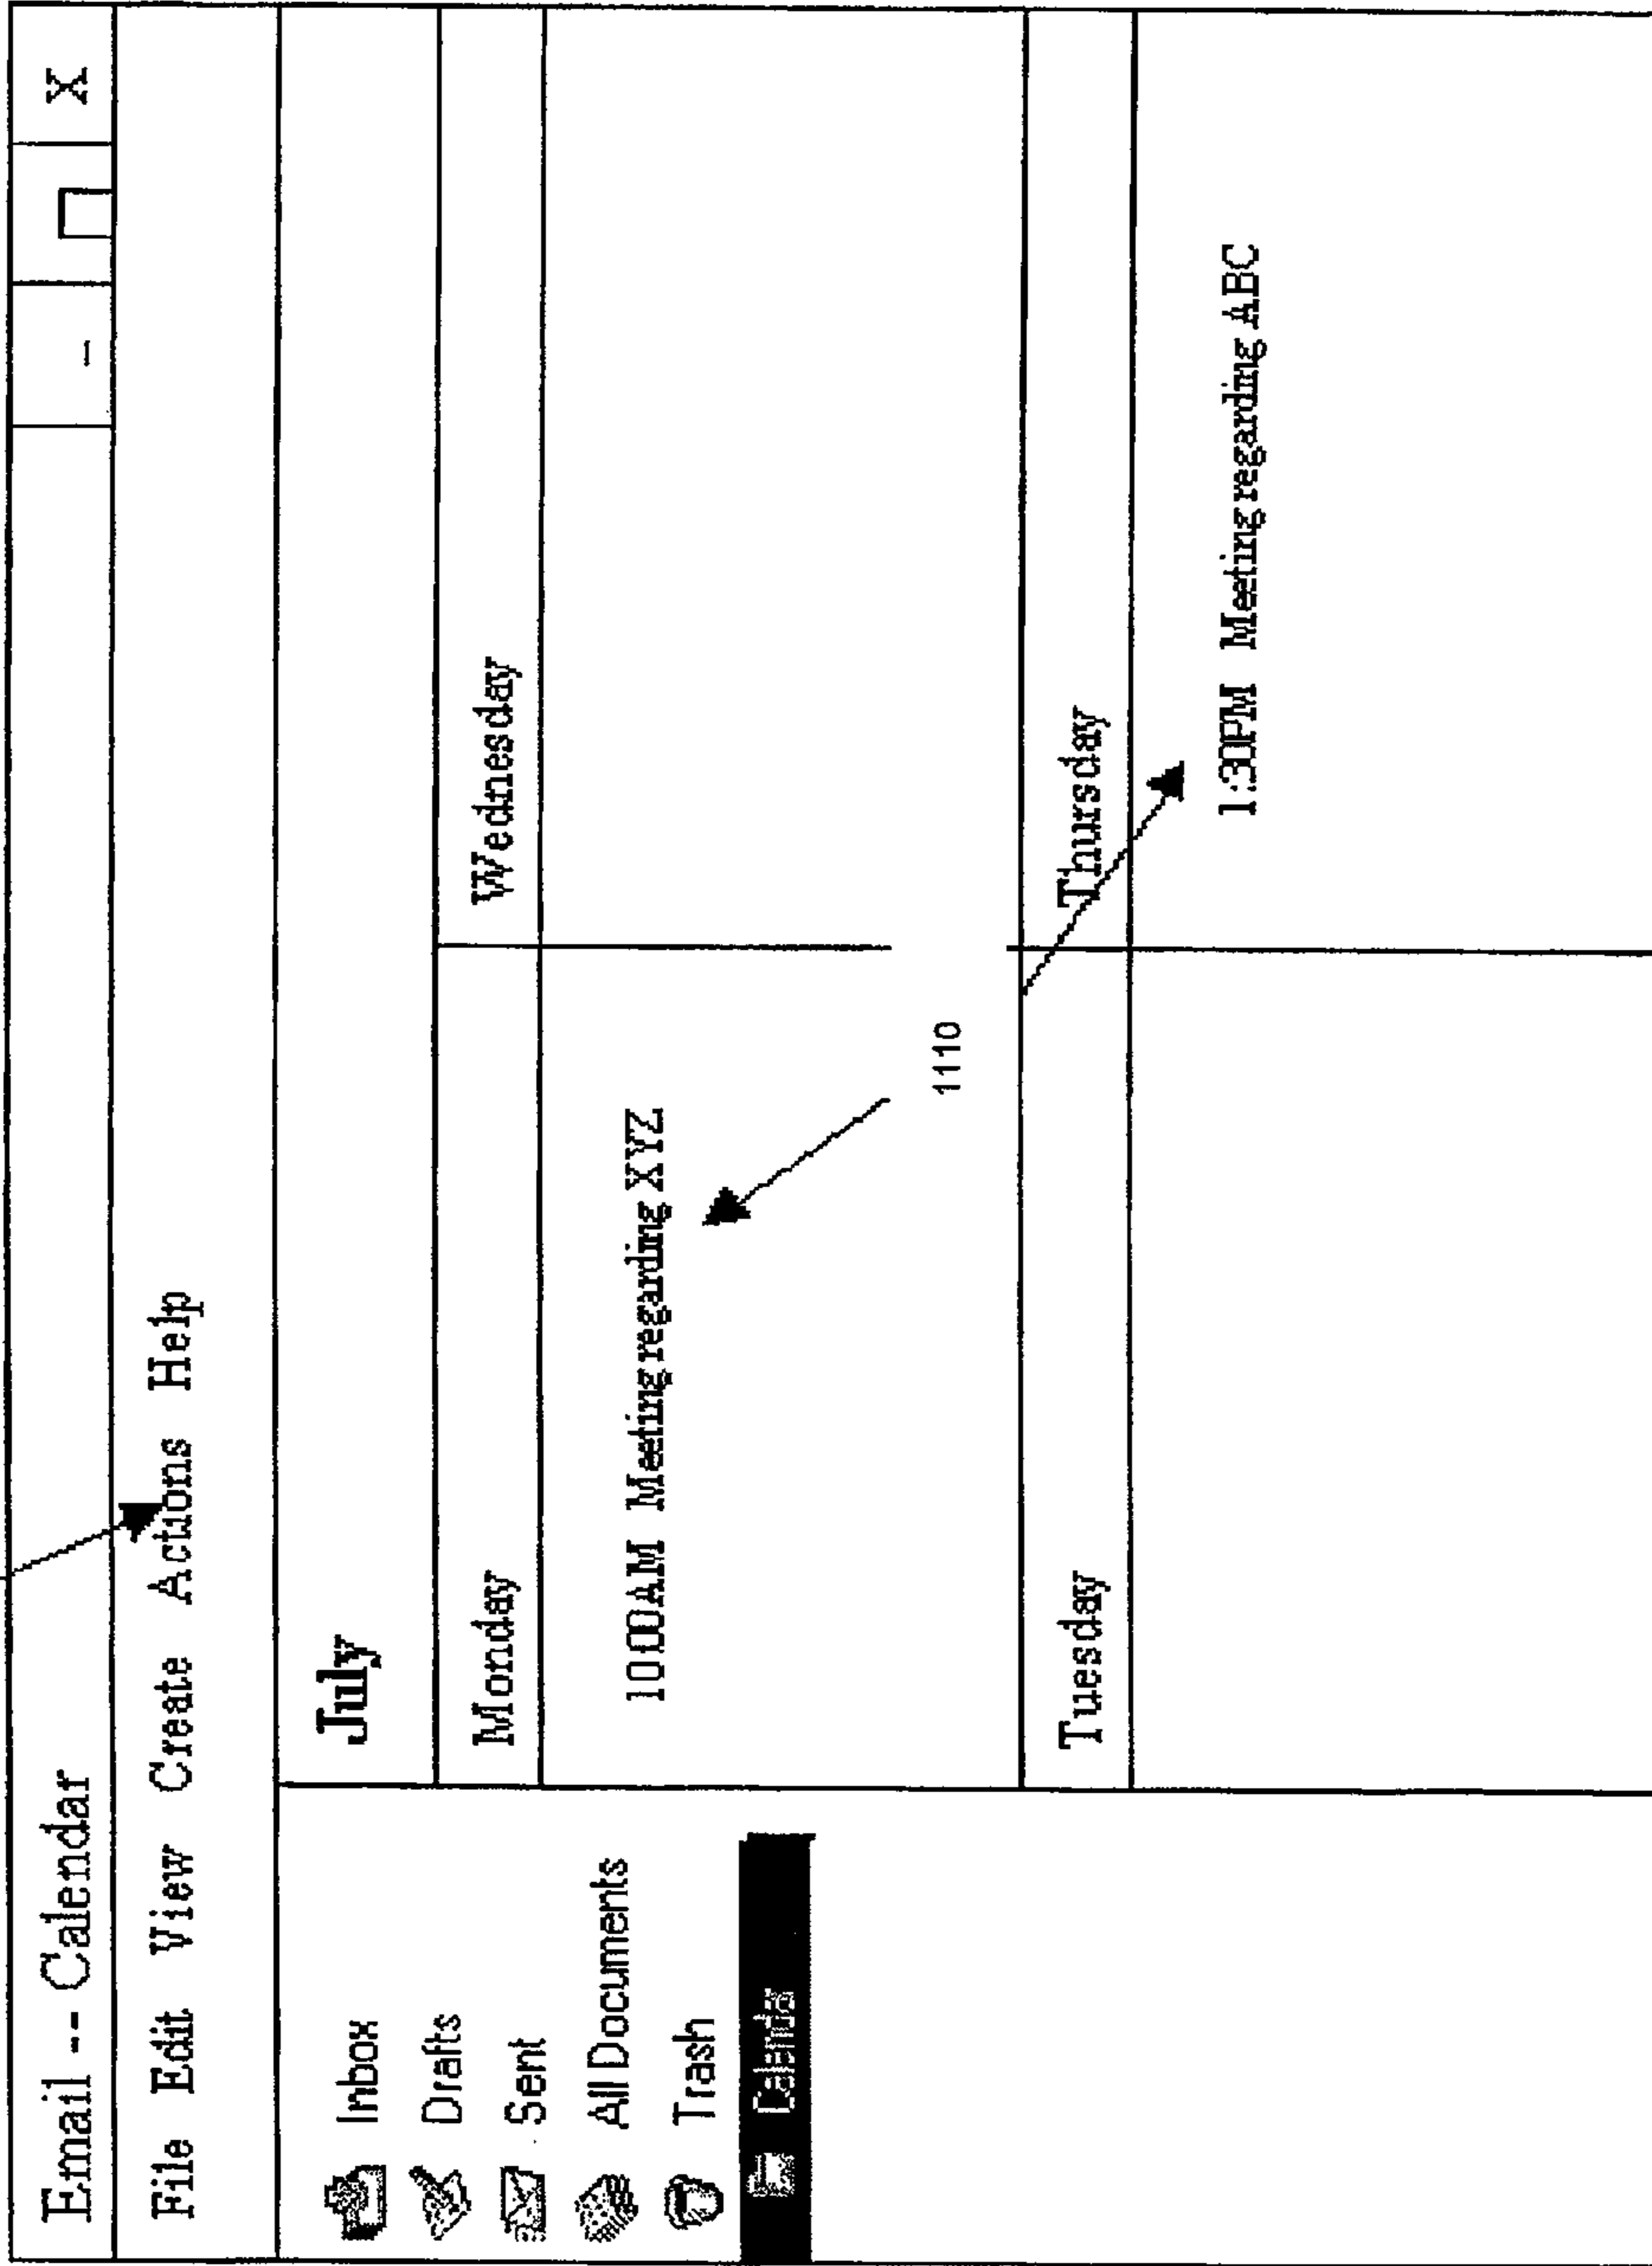 Email -- Calendar - X
File Edit View Create Actions Help
Inbox
Drafts
Sent
All Documents
Trash
July
Monday Wednesday
10:00AM Meeting regarding XYZ
1110
Tuesday Thursday
1:30PM Meeting regarding ABC